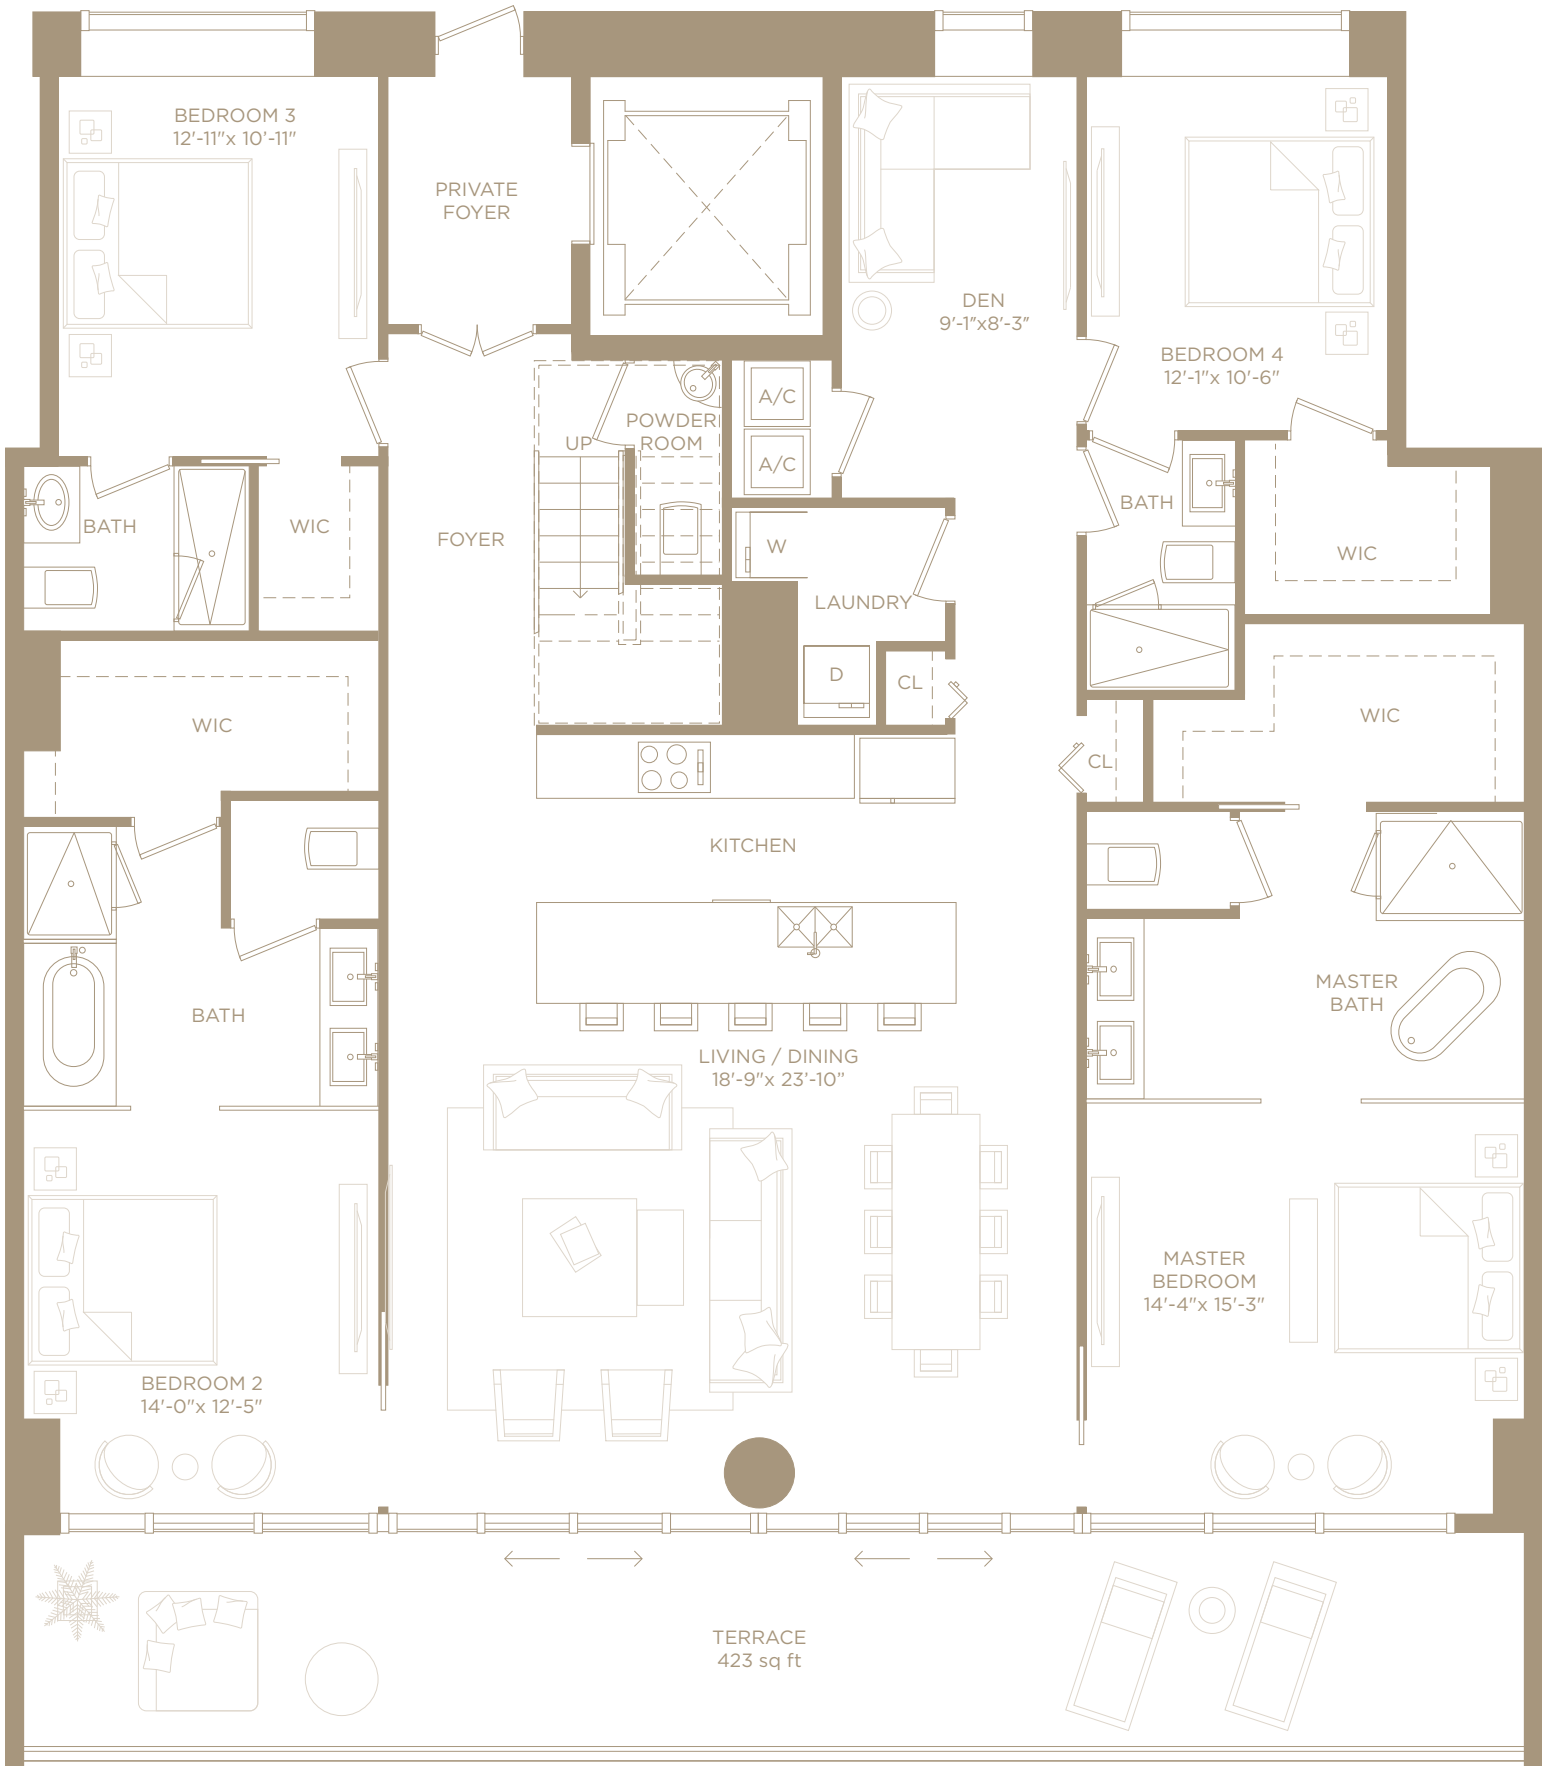 BEDROOM 3
12'-11"x 10'-11"
PRIVATE
FOYER
DEN
9'-1"x8'-3"
BEDROOM 4
12'-1"x 10'-6"
A/C
A/C
UP
POWDER
ROOM
BATH
WIC
FOYER
W
LAUNDRY
BATH
WIC
D
CL
WIC
WIC
CL
KITCHEN
BATH
MASTER
BATH
LIVING / DINING
18'-9"x 23'-10"
MASTER
BEDROOM
14'-4"x 15'-3"
BEDROOM 2
14'-0"x 12'-5"
TERRACE
423 sq ft